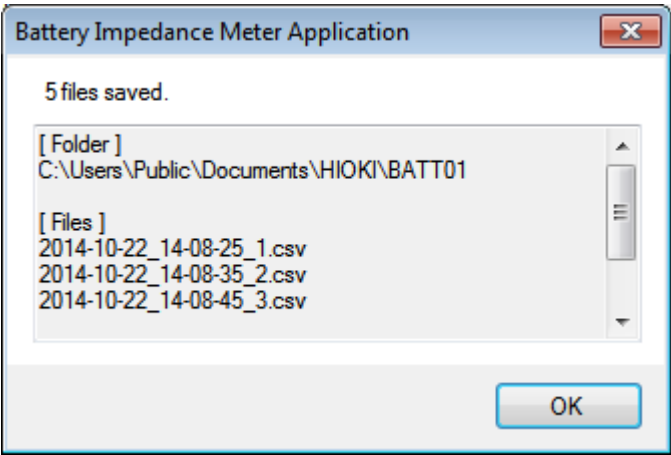 Battery Impedance Meter Application
5 files saved.
[ Folder ]
C:\Users\Public\Documents\HIOKI\BATT01
[ Files ]
2014-10-22_14-08-25_1.csv
2014-10-22_14-08-35_2.csv
2014-10-22_14-08-45_3.csv
OK